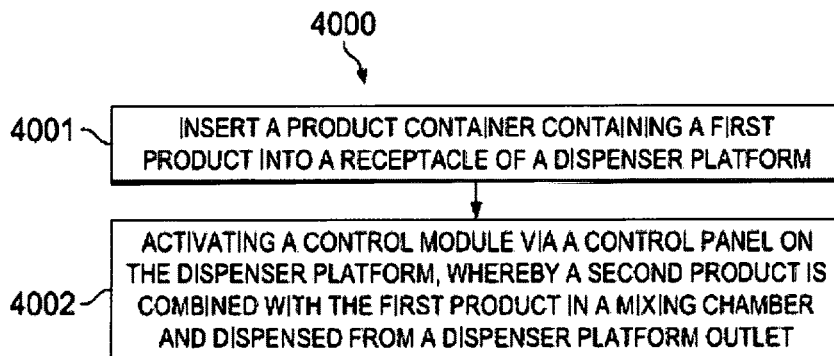 4000
4001
INSERT A PRODUCT CONTAINER CONTAINING A FIRST
PRODUCT INTO A RECEPTACLE OF A DISPENSER PLATFORM
4002
ACTIVATING A CONTROL MODULE VIA A CONTROL PANEL ON
THE DISPENSER PLATFORM, WHEREBY A SECOND PRODUCT IS
COMBINED WITH THE FIRST PRODUCT IN A MIXING CHAMBER
AND DISPENSED FROM A DISPENSER PLATFORM OUTLET